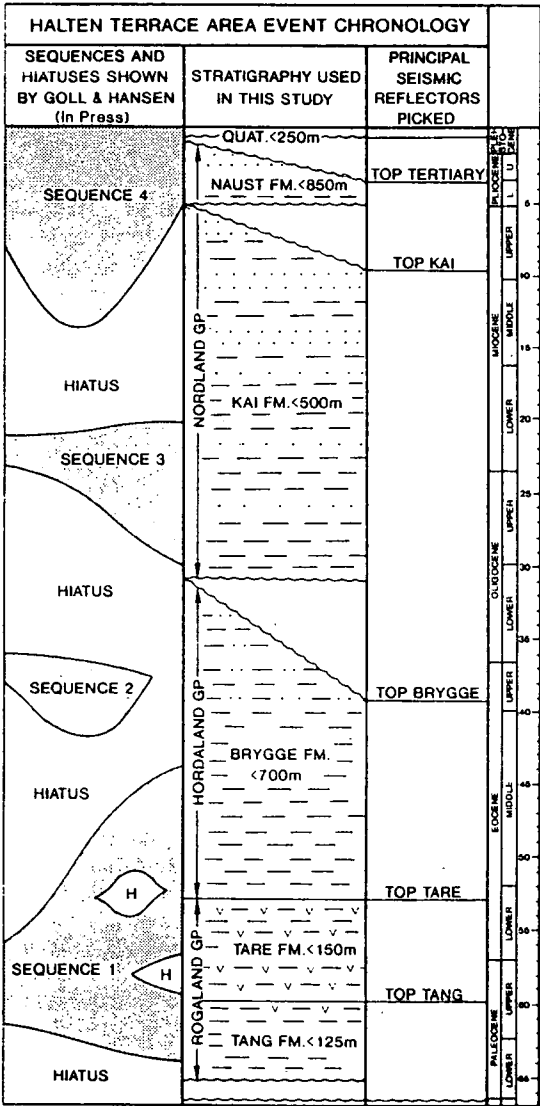 HALTEN TERRACE AREA EVENT CHRONOLOGY
SEQUENCES AND
HIATUSES SHOWN
BY GOLL & HANSEN
(In Press)
STRATIGRAPHY USED
IN THIS STUDY
PRINCIPAL
SEISMIC
REFLECTORS
PICKED
SEQUENCE 4
HIATUS
SEQUENCE 3
HIATUS
SEQUENCE 2
HIATUS
H
SEQUENCE 1
H
HIATUS
NORDLAND GP
HORDALAND GP
ROGALAND GP
QUAT.<250m
NAUST FM.<850m
KAI FM.<500m
BRYGGE FM.
<700m
TARE FM.<150m
TANG FM.<125m
TOP TERTIARY
TOP KAI
TOP BRYGGE
TOP TARE
TOP TANG
PLEI-
STO-
GENE
PLIOCENE
MIOCENE
OLIGOCENE
EOCENE
PALEOCENE
U
L
UPPER
MIDDLE
LOWER
UPPER
LOWER
UPPER
MIDDLE
LOWER
UPPER
LOWER
5
10
15
20
25
30
35
40
45
50
55
60